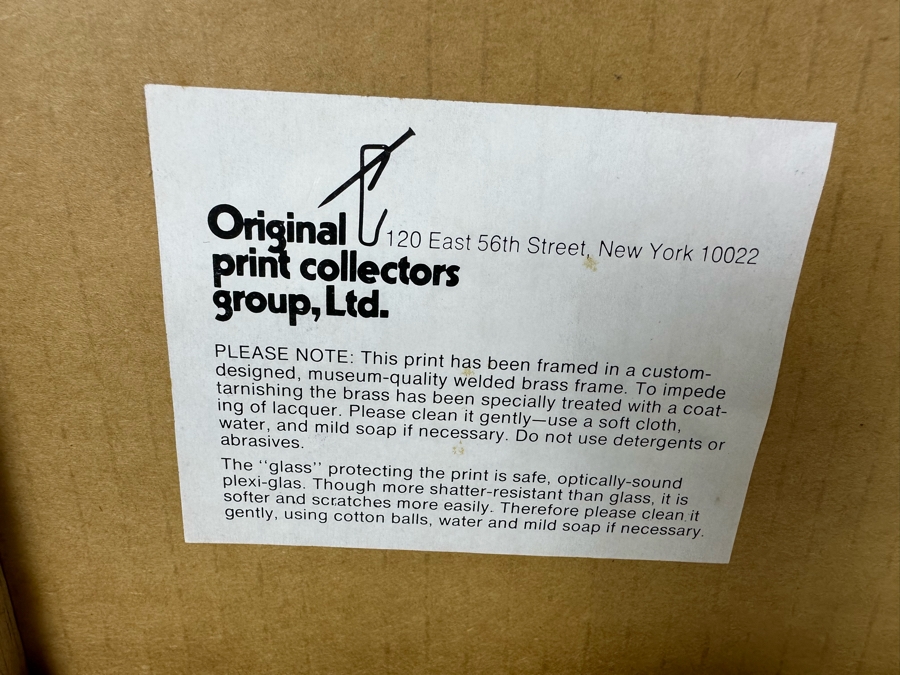 Original
120 East 56th Street, New York 10022
print collectors
group, Ltd.
PLEASE NOTE: This print has been framed in a custom-
designed, museum-quality welded brass frame. To impede
tarnishing the brass has been specially treated with a coat-
ing of lacquer. Please clean it gently—use a soft cloth,
water, and mild soap if necessary. Do not use detergents or
abrasives.
The "glass" protecting the print is safe, optically-sound
plexi-glas. Though more shatter-resistant than glass, it is
softer and scratches more easily. Therefore please clean it
gently, using cotton balls, water and mild soap if necessary.